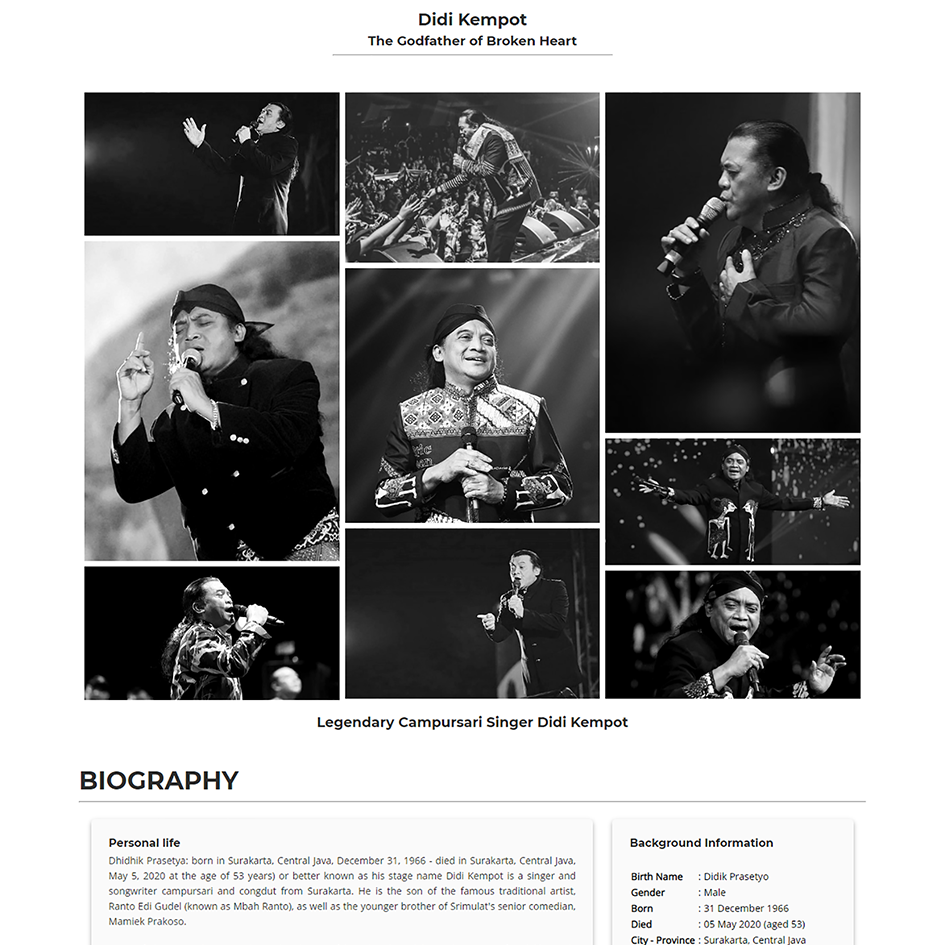 Didi Kempot
The Godfather of Broken Heart
Legendary Campursari Singer Didi Kempot
BIOGRAPHY
Personal life
Dhidhik Prasetya: born in Surakarta, Central Java, December 31, 1966 - died in Surakarta, Central Java,
May 5, 2020 at the age of 53 years) or better known as his stage name Didi Kempot is a singer and
songwriter campursari and congdut from Surakarta. He is the son of the famous traditional artist,
Ranto Edi Gudel (known as Mbah Ranto), as well as the younger brother of Srimulat's senior comedian,
Mamiek Prakoso.
Background Information
Birth Name : Didik Prasetyo
Gender : Male
Born : 31 December 1966
Died : 05 May 2020 (aged 53)
City - Province : Surakarta, Central Java